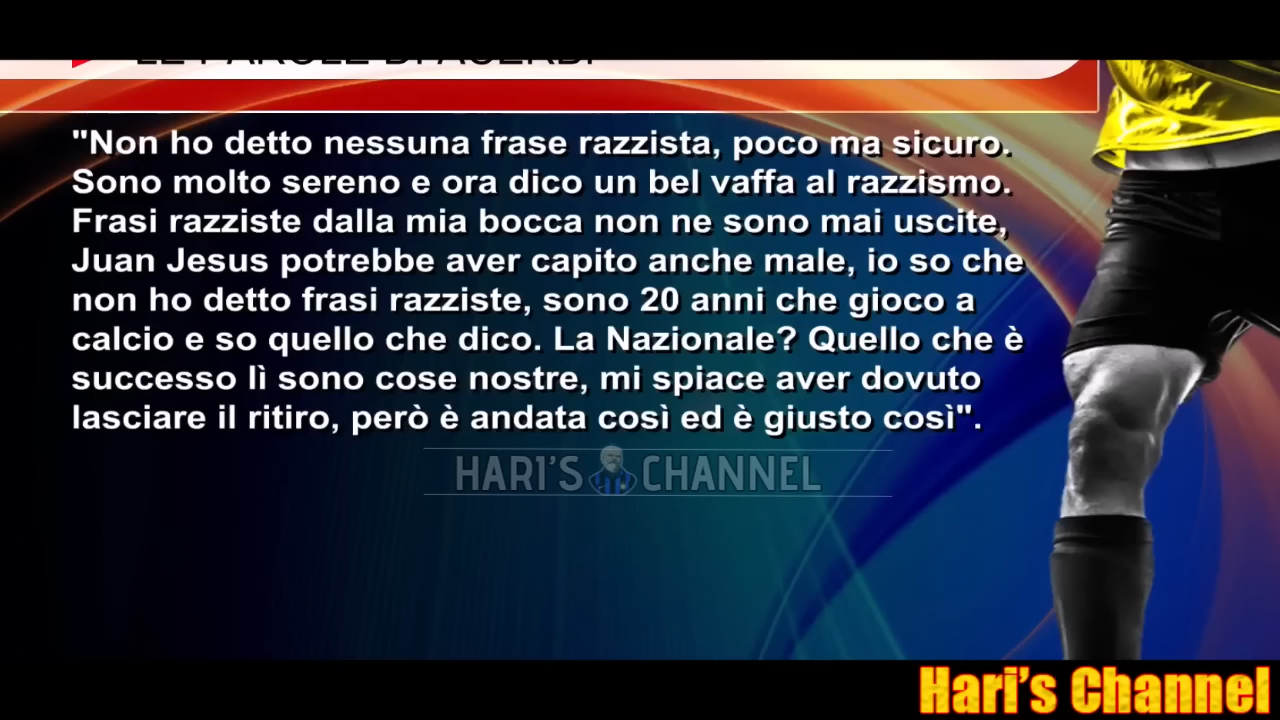 LE PAROLE DI ACERBI
"Non ho detto nessuna frase razzista, poco ma sicuro.
Sono molto sereno e ora dico un bel vaffa al razzismo.
Frasi razziste dalla mia bocca non ne sono mai uscite,
Juan Jesus potrebbe aver capito anche male, io so che
non ho detto frasi razziste, sono 20 anni che gioco a
calcio e so quello che dico. La Nazionale? Quello che è
successo lì sono cose nostre, mi spiace aver dovuto
lasciare il ritiro, però è andata così ed è giusto così".
HARI'S CHANNEL
Hari's Channel